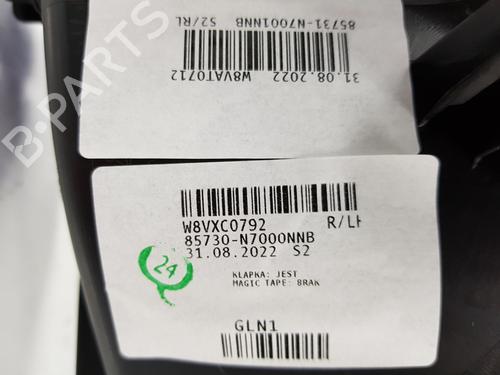 85731-N7001NNB S2/RL
31.08.2022 W8VAT0712
W8VXC0792 R/LH
85730-N7000NNB
31.08.2022 S2
24
KLAPKA: JEST
MAGIC TAPE: BRAK
GLN1
B-PARTS